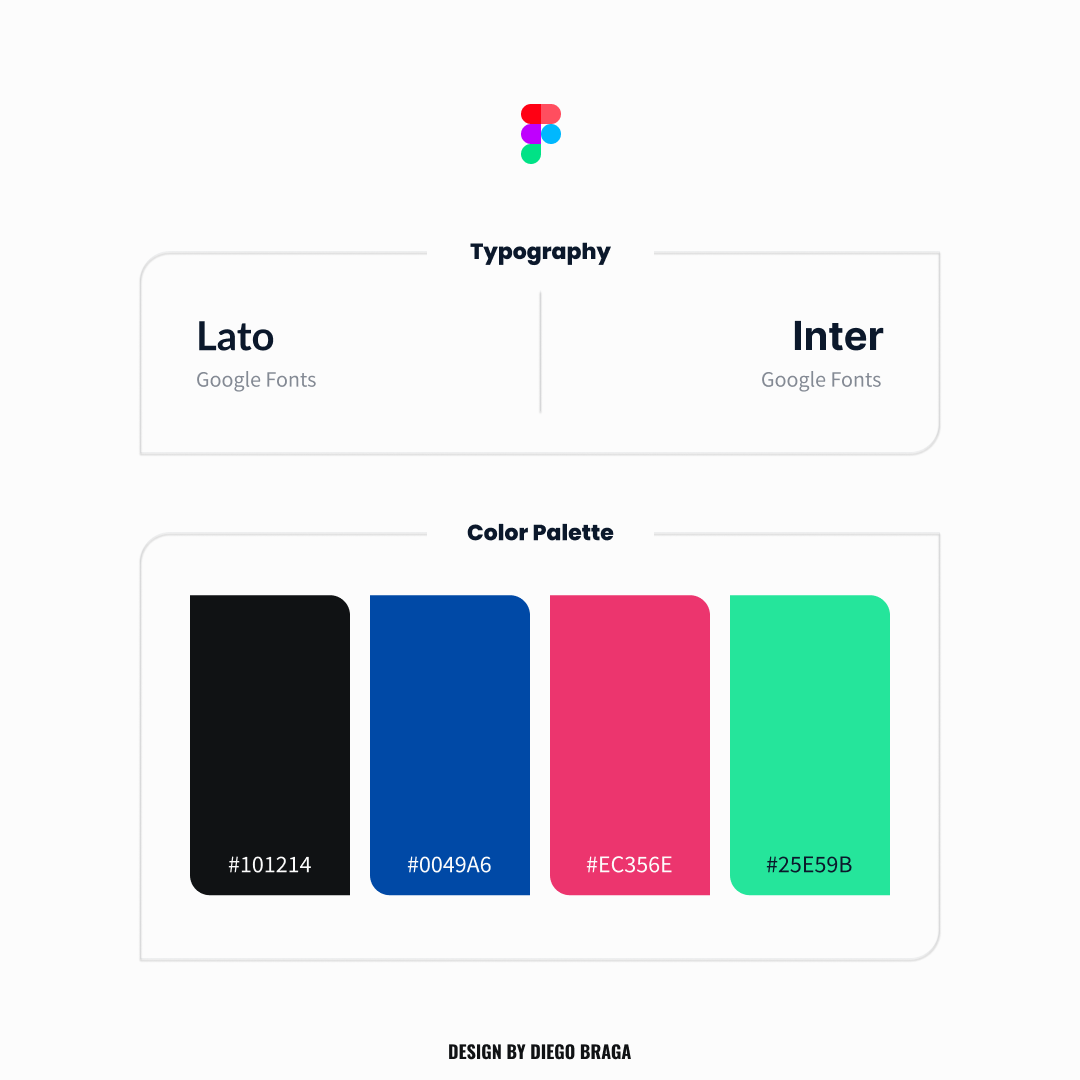 Typography
Lato
Google Fonts
Inter
Google Fonts
Color Palette
#101214
#0049A6
#EC356E
#25E59B
DESIGN BY DIEGO BRAGA